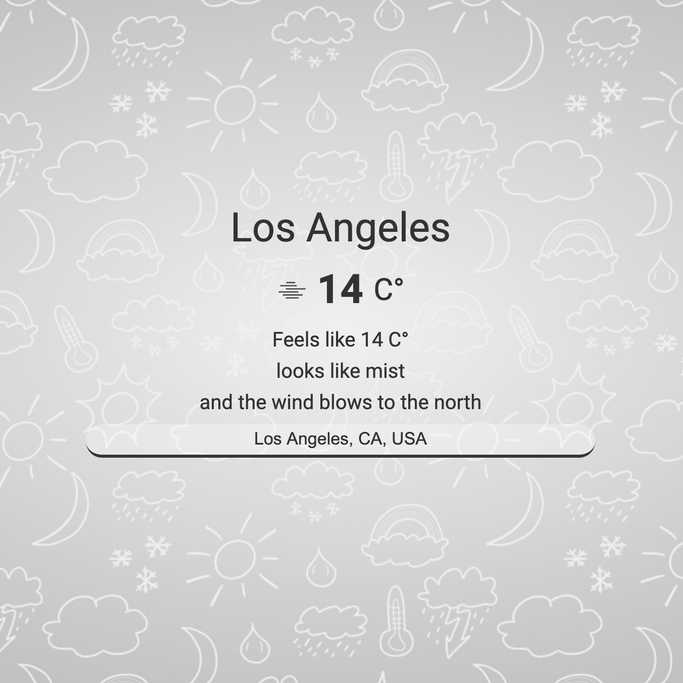 Los Angeles
14 C°
Feels like 14 C°
looks like mist
and the wind blows to the north
Los Angeles, CA, USA